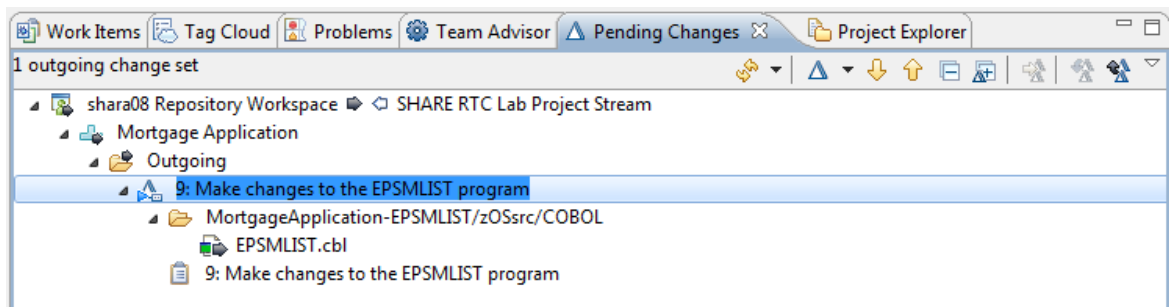 Work Items Tag Cloud Problems Team Advisor Pending Changes Project Explorer
1 outgoing change set
shara08 Repository Workspace SHARE RTC Lab Project Stream
Mortgage Application
Outgoing
9: Make changes to the EPSMLIST program
MortgageApplication-EPSMLIST/zOSsrc/COBOL
EPSMLIST.cbl
9: Make changes to the EPSMLIST program